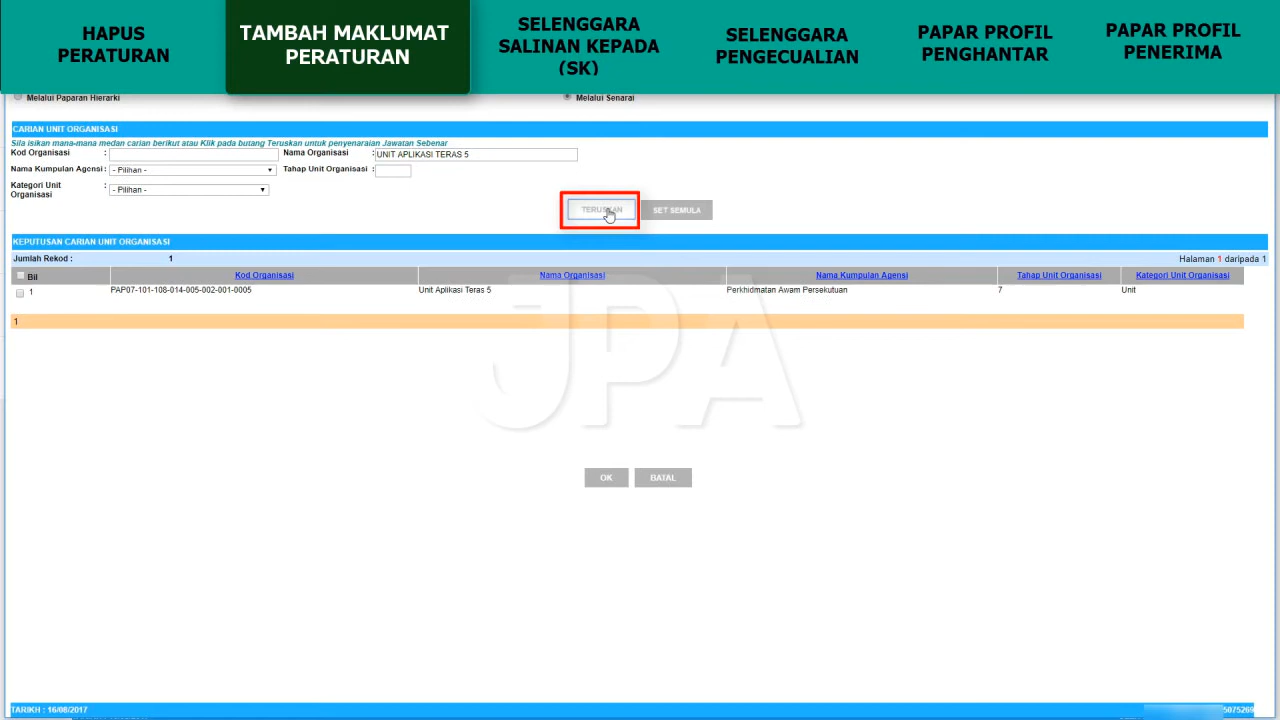 HAPUS
PERATURAN
TAMBAH MAKLUMAT
PERATURAN
SELENGGARA
SALINAN KEPADA
(SK)
SELENGGARA
PENGECUALIAN
PAPAR PROFIL
PENGHANTAR
PAPAR PROFIL
PENERIMA
Melalui Paparan Hierarki
Melalui Senarai
CARIAN UNIT ORGANISASI
Sila isikan mana-mana medan carian berikut atau Klik pada butang Teruskan untuk penyenaraian Jawatan Sebenar
Kod Organisasi :
Nama Organisasi : UNIT APLIKASI TERAS 5
Nama Kumpulan Agensi : - Pilihan -
Tahap Unit Organisasi :
Kategori Unit
Organisasi : - Pilihan -
TERUSKAN SET SEMULA
KEPUTUSAN CARIAN UNIT ORGANISASI
Jumlah Rekod : 1 Halaman 1 daripada 1
Bil Kod Organisasi Nama Organisasi Nama Kumpulan Agensi Tahap Unit Organisasi Kategori Unit Organisasi
1 PAP07-101-108-014-005-002-001-0005 Unit Aplikasi Teras 5 Perkhidmatan Awam Persekutuan 7 Unit
1
JPA
OK BATAL
TARIKH : 16/08/2017 5075269